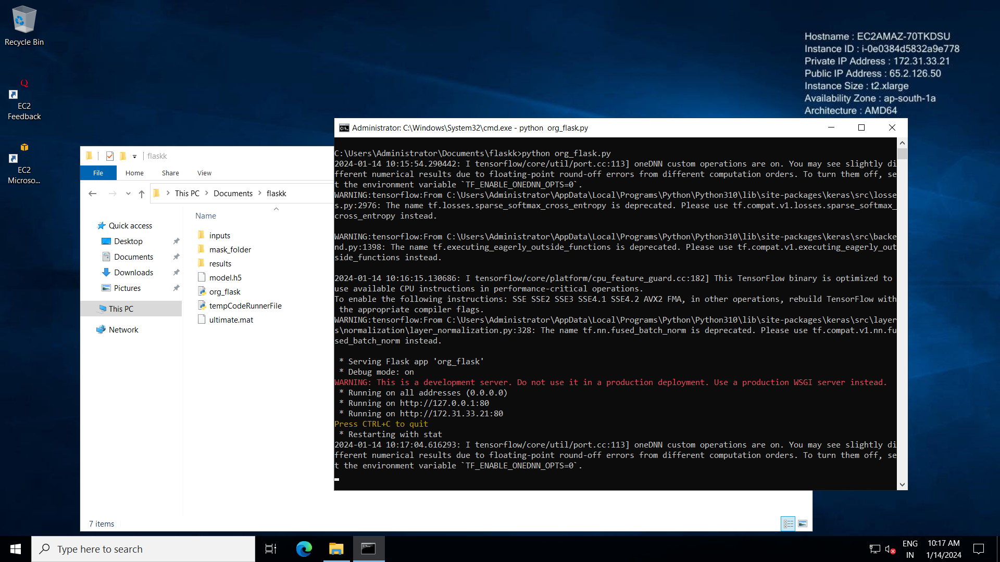 Recycle Bin
EC2
Feedback
EC2
Microso...
Hostname : EC2AMAZ-70TKDSU
Instance ID : i-0e0384d5832a9e778
Private IP Address : 172.31.33.21
Public IP Address : 65.2.126.50
Instance Size : t2.xlarge
Availability Zone : ap-south-1a
Architecture : AMD64
flaskk
File Home Share View
This PC Documents flaskk
Name
Quick access
Desktop
Documents
Downloads
Pictures
This PC
Network
inputs
mask_folder
results
model.h5
org_flask
tempCodeRunnerFile
ultimate.mat
7 items
Administrator: C:\Windows\System32\cmd.exe - python  org_flask.py
C:\Users\Administrator\Documents\flaskk>python org_flask.py
2024-01-14 10:15:54.290442: I tensorflow/core/util/port.cc:113] oneDNN custom operations are on. You may see slightly di
fferent numerical results due to floating-point round-off errors from different computation orders. To turn them off, se
t the environment variable `TF_ENABLE_ONEDNN_OPTS=0`.
WARNING:tensorflow:From C:\Users\Administrator\AppData\Local\Programs\Python\Python310\lib\site-packages\keras\src\losse
s.py:2976: The name tf.losses.sparse_softmax_cross_entropy is deprecated. Please use tf.compat.v1.losses.sparse_softmax_
cross_entropy instead.
WARNING:tensorflow:From C:\Users\Administrator\AppData\Local\Programs\Python\Python310\lib\site-packages\keras\src\backe
nd.py:1398: The name tf.executing_eagerly_outside_functions is deprecated. Please use tf.compat.v1.executing_eagerly_out
side_functions instead.
2024-01-14 10:16:15.130686: I tensorflow/core/platform/cpu_feature_guard.cc:182] This TensorFlow binary is optimized to
use available CPU instructions in performance-critical operations.
To enable the following instructions: SSE SSE2 SSE3 SSE4.1 SSE4.2 AVX2 FMA, in other operations, rebuild TensorFlow with
 the appropriate compiler flags.
WARNING:tensorflow:From C:\Users\Administrator\AppData\Local\Programs\Python\Python310\lib\site-packages\keras\src\layer
s\normalization\layer_normalization.py:328: The name tf.nn.fused_batch_norm is deprecated. Please use tf.compat.v1.nn.fu
sed_batch_norm instead.
 * Serving Flask app 'org_flask'
 * Debug mode: on
WARNING: This is a development server. Do not use it in a production deployment. Use a production WSGI server instead.
 * Running on all addresses (0.0.0.0)
 * Running on http://127.0.0.1:80
 * Running on http://172.31.33.21:80
Press CTRL+C to quit
 * Restarting with stat
2024-01-14 10:17:04.616293: I tensorflow/core/util/port.cc:113] oneDNN custom operations are on. You may see slightly di
fferent numerical results due to floating-point round-off errors from different computation orders. To turn them off, se
t the environment variable `TF_ENABLE_ONEDNN_OPTS=0`.
Type here to search
ENG
IN
10:17 AM
1/14/2024